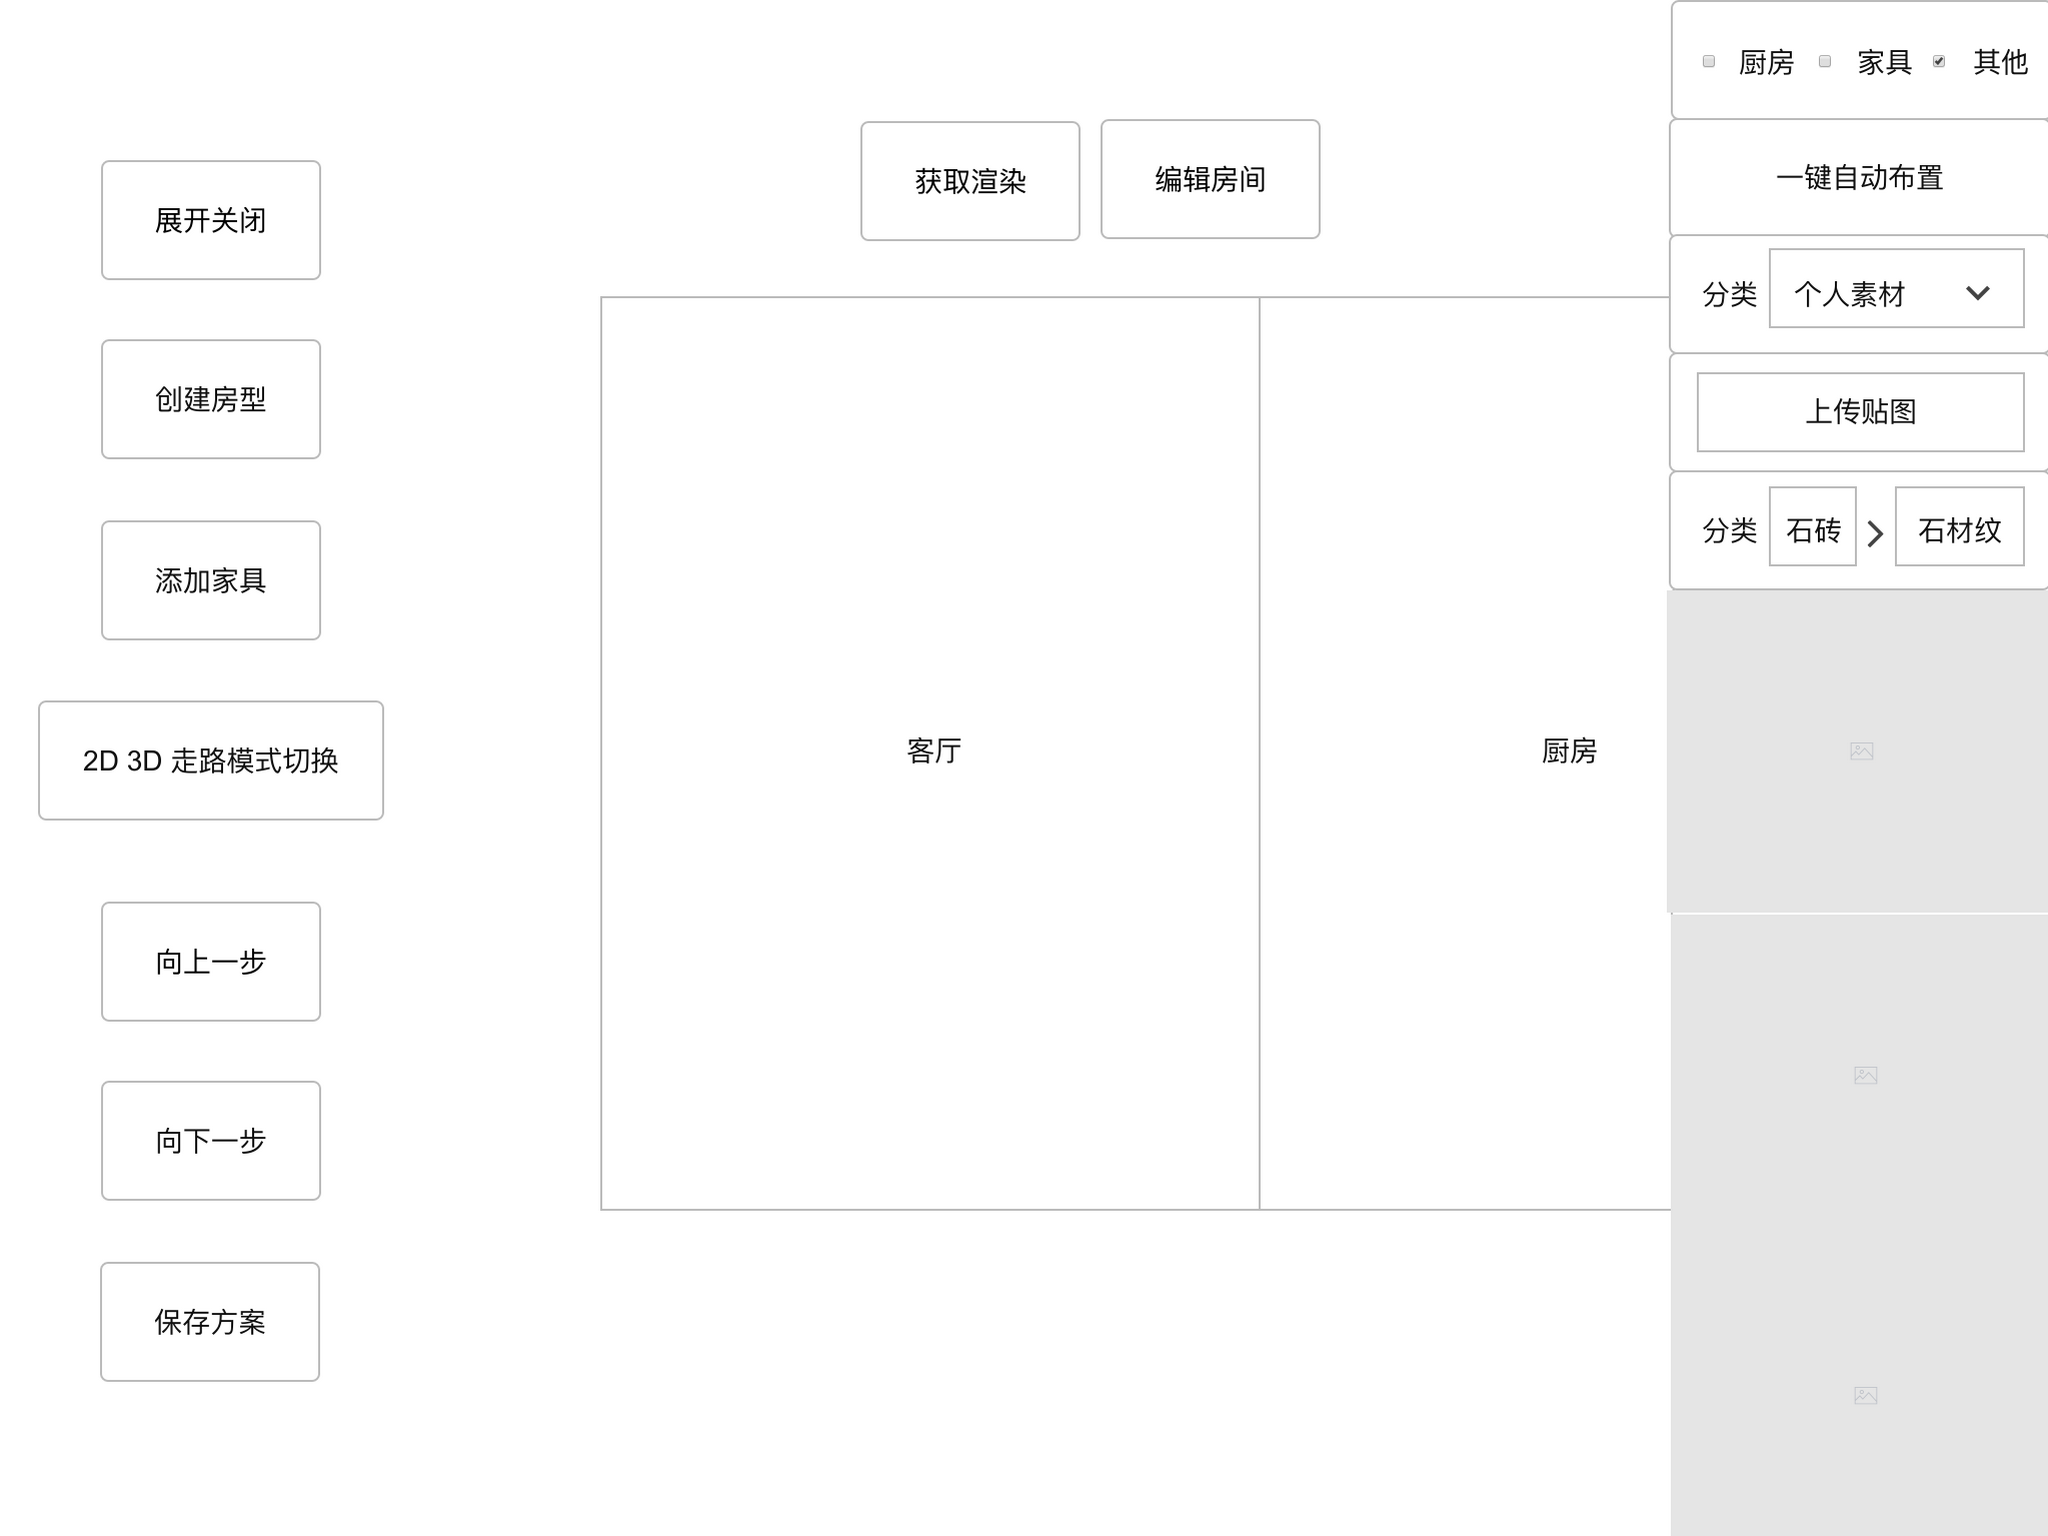 展开关闭
创建房型
添加家具
2D 3D 走路模式切换
向上一步
向下一步
保存方案
获取渲染
编辑房间
客厅
厨房
厨房 家具 其他
一键自动布置
分类 个人素材
上传贴图
分类 石砖 石材纹